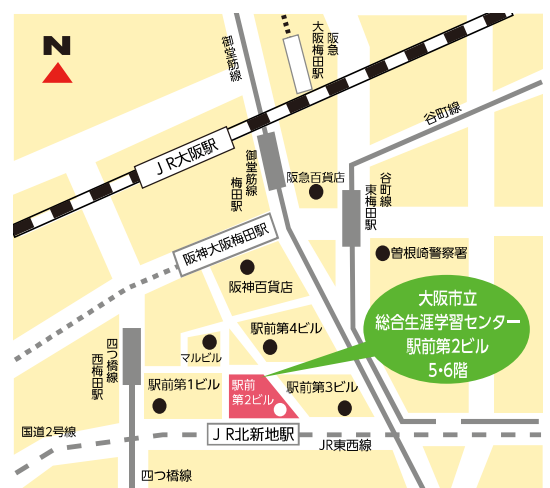 N
御堂筋線
阪急
大阪梅田駅
谷町線
JR大阪駅
御堂筋線
梅田駅
阪急百貨店
谷町線
東梅田駅
阪神大阪梅田駅
曽根崎警察署
阪神百貨店
大阪市立
総合生涯学習センター
駅前第2ビル
5・6階
駅前第4ビル
マルビル
四つ橋線
西梅田駅
駅前第1ビル
駅前
第2ビル
駅前第3ビル
国道2号線
JR北新地駅
JR東西線
四つ橋線